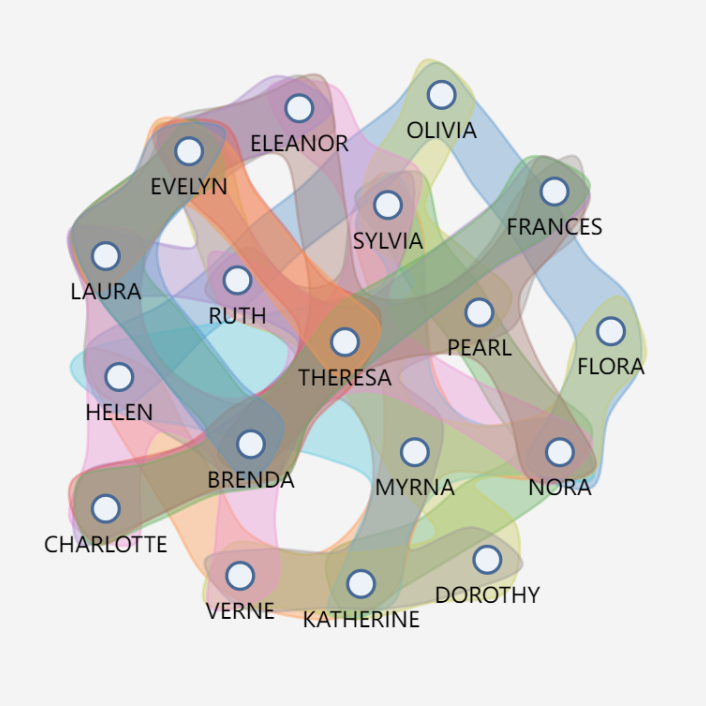 OLIVIA
ELEANOR
EVELYN
FRANCES
SYLVIA
LAURA
RUTH
PEARL
FLORA
THERESA
HELEN
BRENDA
MYRNA
NORA
CHARLOTTE
DOROTHY
VERNE
KATHERINE